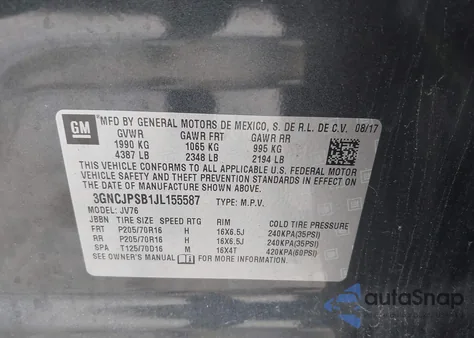 GM
MFD BY GENERAL MOTORS DE MEXICO, S. DE R.L. DE C.V. 08/17
GVWR GAWR FRT GAWR RR
1990 KG 1065 KG 995 KG
4387 LB 2348 LB 2194 LB
THIS VEHICLE CONFORMS TO ALL APPLICABLE U.S. FEDERAL MOTOR
VEHICLE SAFETY AND THEFT PREVENTION STANDARDS IN EFFECT
ON THE DATE OF MANUFACTURE SHOWN ABOVE.
3GNCJPSB1JL155587 TYPE: M.P.V.
MODEL: JV76
JBBN TIRE SIZE SPEED RTG RIM COLD TIRE PRESSURE
FRT P205/70R16 H 16X6.5J 240KPA(35PSI)
RR P205/70R16 H 16X6.5J 240KPA(35PSI)
SPA T125/70D16 M 16X4T 420KPA(60PSI)
SEE OWNER'S MANUAL FOR MORE INFORMATION.
autoSnap